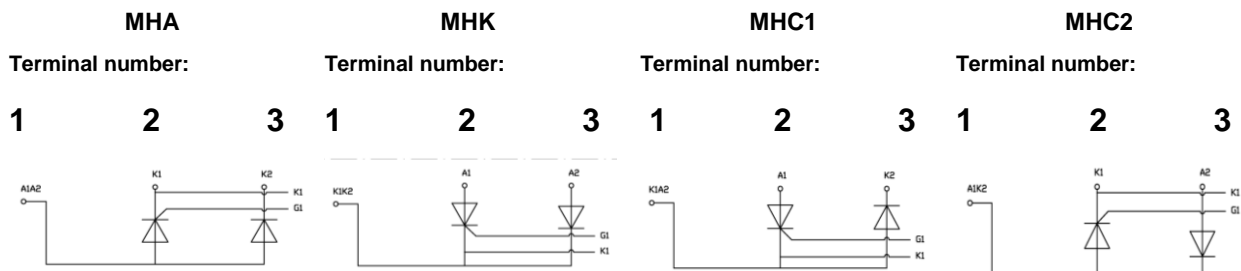 MHA MHK MHC1 MHC2
Terminal number: Terminal number: Terminal number: Terminal number:
1 2 3 1 2 3 1 2 3 1 2 3
K1 K2 A1 A2 A1 K2 K1 A2
A1A2 K1 K1K2 K1A2 A1K2 K1
G1 G1
G1 G1
K1 K1